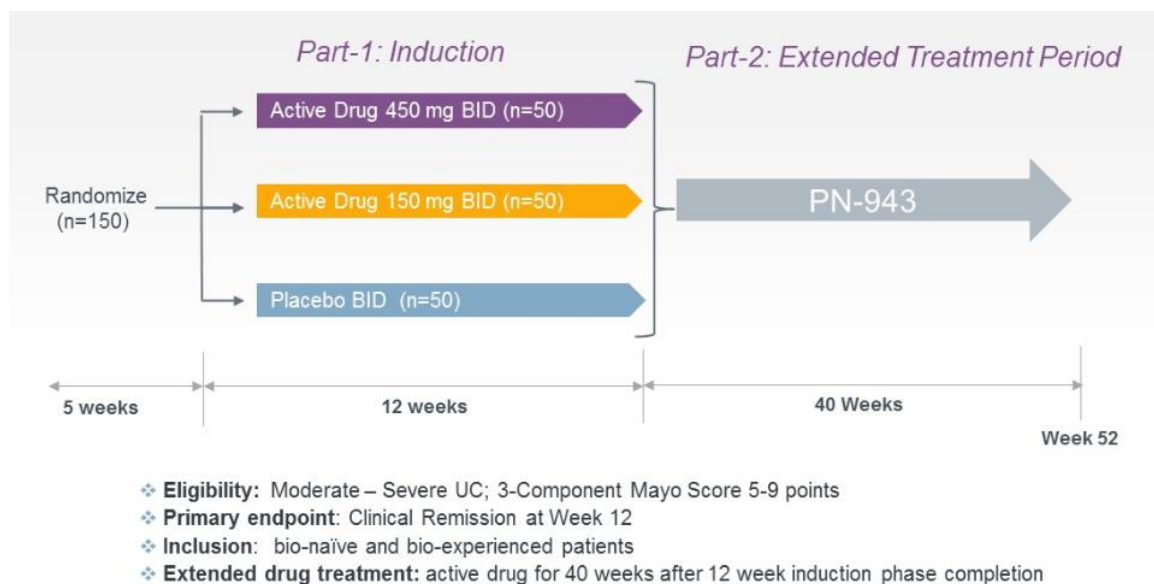 Part-1: Induction
Part-2: Extended Treatment Period
Active Drug 450 mg BID (n=50)
Randomize
(n=150)
Active Drug 150 mg BID (n=50)
PN-943
Placebo BID (n=50)
5 weeks
12 weeks
40 Weeks
Week 52
❖ Eligibility: Moderate – Severe UC; 3-Component Mayo Score 5-9 points
❖ Primary endpoint: Clinical Remission at Week 12
❖ Inclusion: bio-naïve and bio-experienced patients
❖ Extended drug treatment: active drug for 40 weeks after 12 week induction phase completion